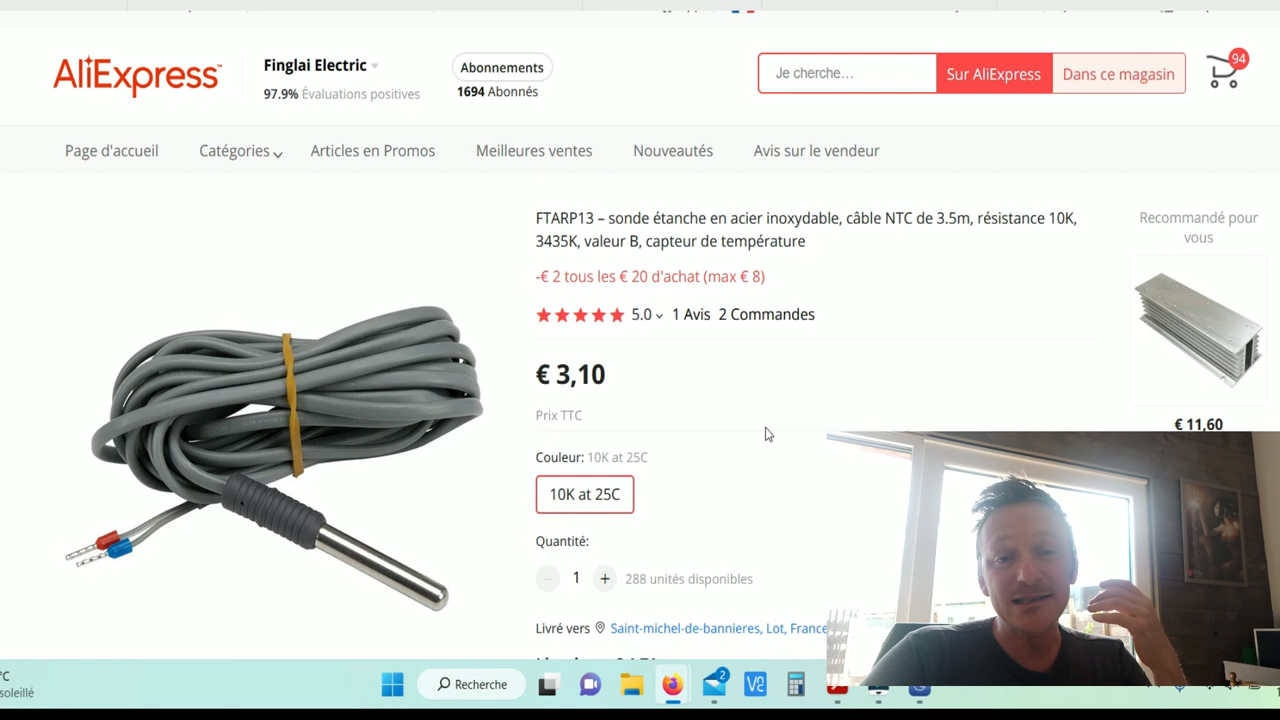 AliExpress™
Finglai Electric
97.9% Évaluations positives
Abonnements
1694 Abonnés
Je cherche...
Sur AliExpress
Dans ce magasin
94
Page d'accueil
Catégories
Articles en Promos
Meilleures ventes
Nouveautés
Avis sur le vendeur
FTARP13 – sonde étanche en acier inoxydable, câble NTC de 3.5m, résistance 10K,
3435K, valeur B, capteur de température
-€ 2 tous les € 20 d'achat (max € 8)
5.0 1 Avis 2 Commandes
€ 3,10
Prix TTC
Couleur: 10K at 25C
10K at 25C
Quantité:
1
288 unités disponibles
Livré vers Saint-michel-de-bannieres, Lot, France
Recommandé pour
vous
€ 11,60
°C
soleillé
Recherche
2